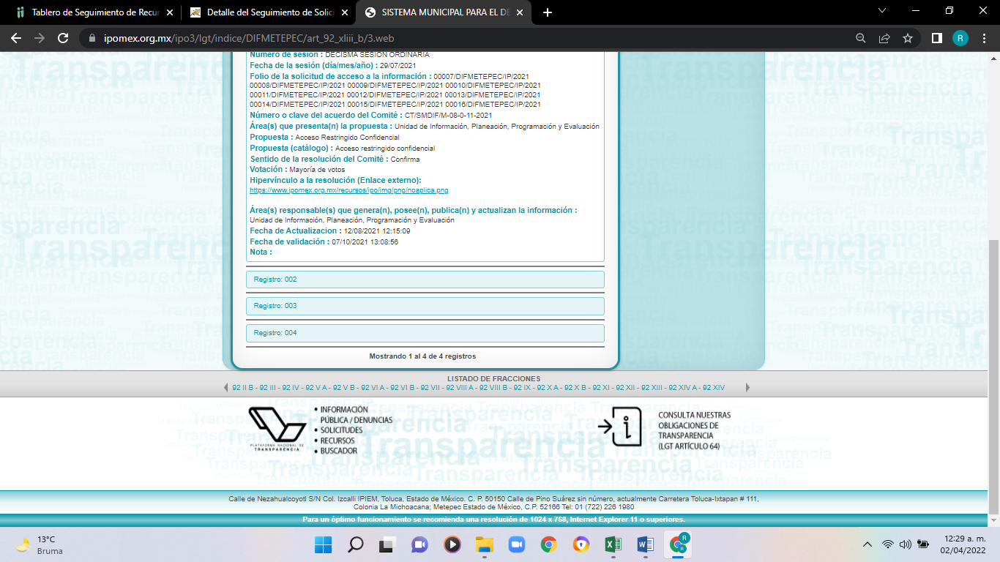 Tablero de Seguimiento de Recur
Detalle del Seguimiento de Solici
SISTEMA MUNICIPAL PARA EL DE
ipomex.org.mx/ipo3/lgt/indice/DIFMETEPEC/art_92_xliii_b/3.web
R
Número de sesión : DECISMA SESION ORDINARIA
Fecha de la sesión (día/mes/año) : 29/07/2021
Folio de la solicitud de acceso a la información : 00007/DIFMETEPEC/IP/2021
00008/DIFMETEPEC/IP/2021 00009/DIFMETEPEC/IP/2021 00010/DIFMETEPEC/IP/2021
00011/DIFMETEPEC/IP/2021 00012/DIFMETEPEC/IP/2021 00013/DIFMETEPEC/IP/2021
00014/DIFMETEPEC/IP/2021 00015/DIFMETEPEC/IP/2021 00016/DIFMETEPEC/IP/2021
Número o clave del acuerdo del Comité : CT/SMDIF/M-08-0-11-2021
Área(s) que presenta(n) la propuesta : Unidad de Información, Planeación, Programación y Evaluación
Propuesta : Acceso Restringido Confidencial
Propuesta (catálogo) : Acceso restringido confidencial
Sentido de la resolución del Comité : Confirma
Votación : Mayoría de votos
Hipervínculo a la resolución (Enlace externo):
https://www.ipomex.org.mx/recursos/ipo/img/png/noaplica.png
Área(s) responsable(s) que genera(n), posee(n), publica(n) y actualizan la información :
Unidad de Información, Planeación, Programación y Evaluación
Fecha de Actualizacion : 12/08/2021 12:15:09
Fecha de validación : 07/10/2021 13:08:56
Nota :
Registro: 002
Registro: 003
Registro: 004
Mostrando 1 al 4 de 4 registros
LISTADO DE FRACCIONES
92 II B - 92 III - 92 IV - 92 V A - 92 V B - 92 VI A - 92 VI B - 92 VII - 92 VIII A - 92 VIII B - 92 IX - 92 X A - 92 X B - 92 XI - 92 XII - 92 XIII - 92 XIV A - 92 XIV
PLATAFORMA NACIONAL DE
TRANSPARENCIA
• INFORMACIÓN
PÚBLICA / DENUNCIAS
• SOLICITUDES
• RECURSOS
• BUSCADOR
CONSULTA NUESTRAS
OBLIGACIONES DE
TRANSPARENCIA
(LGT ARTÍCULO 64)
Transparencia
Calle de Nezahualcoyotl S/N Col. Izcalli IPIEM, Toluca, Estado de México. C. P. 50150 Calle de Pino Suárez sin número, actualmente Carretera Toluca-Ixtapan # 111,
Colonia La Michoacana; Metepec Estado de México, C.P. 52166 Tel: 01 (722) 226 1980
Para un óptimo funcionamiento se recomienda una resolución de 1024 x 768, Internet Explorer 11 o superiores.
13°C
Bruma
12:29 a. m.
02/04/2022